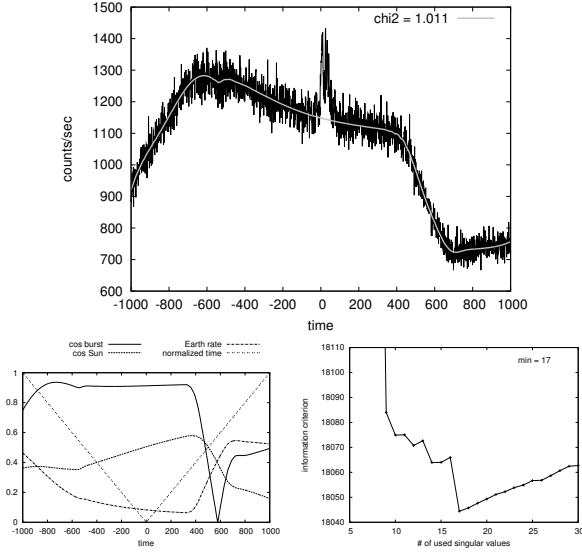 1500
chi2 = 1.011
1400
1300
1200
1100
1000
900
800
700
600
counts/sec
-1000 -800 -600 -400 -200 0 200 400 600 800 1000
time
cos burst Earth rate
cos Sun normalized time
1
0.8
0.6
0.4
0.2
0
-1000 -800 -600 -400 -200 0 200 400 600 800 1000
time
18110
min = 17
18100
18090
18080
18070
18060
18050
18040
information criterion
5 10 15 20 25 30
# of used singular values